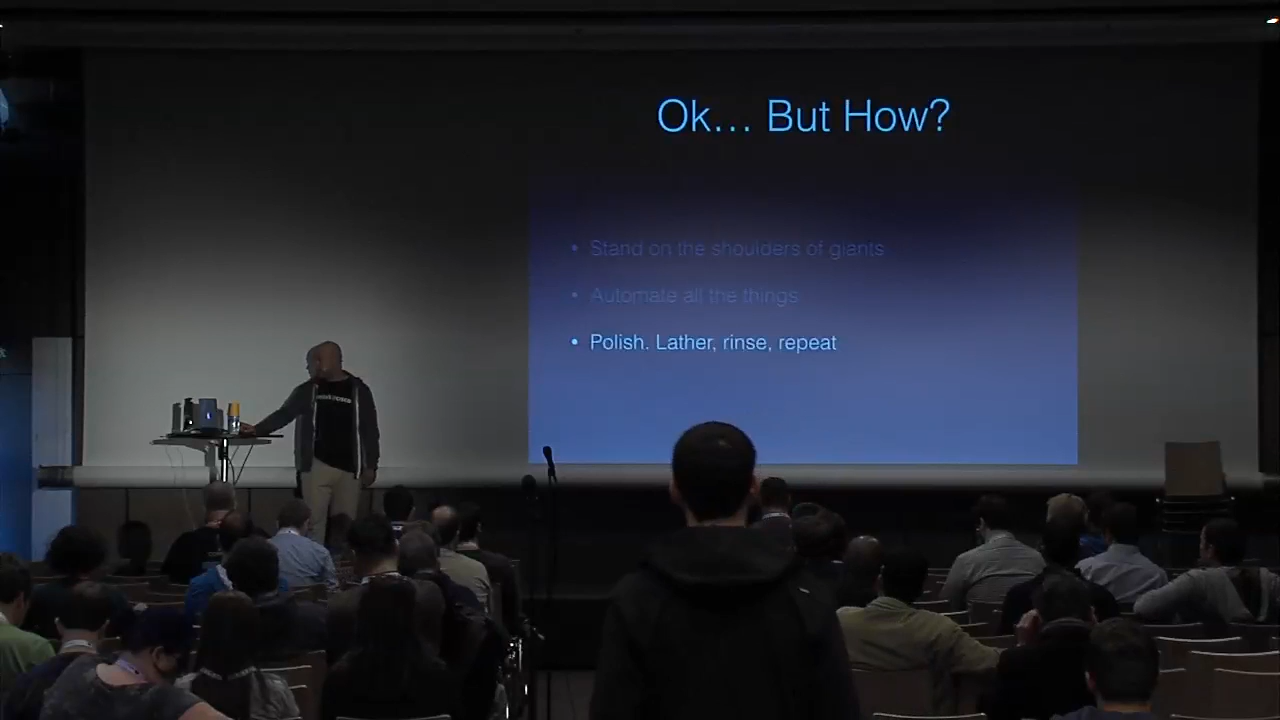 Ok... But How?
• Stand on the shoulders of giants
• Automate all the things
• Polish. Lather, rinse, repeat